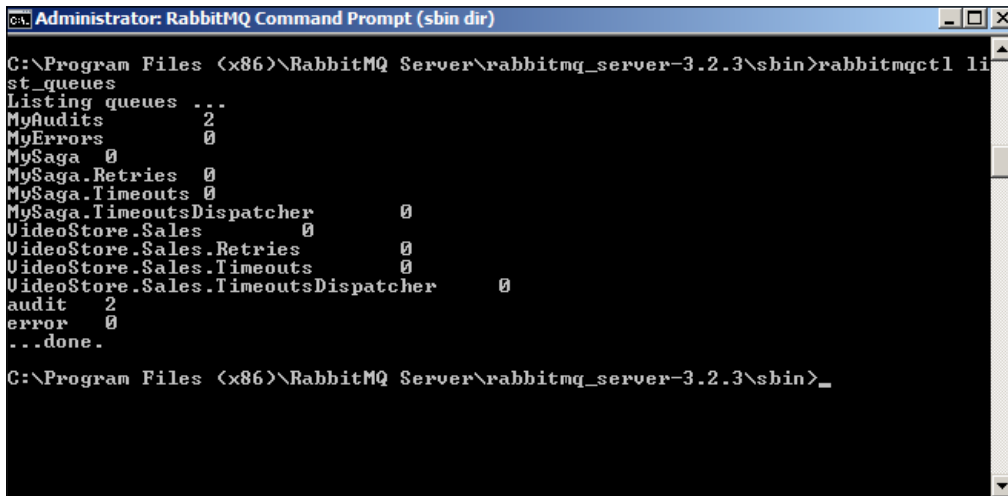 Administrator: RabbitMQ Command Prompt (sbin dir)
C:\Program Files (x86)\RabbitMQ Server\rabbitmq_server-3.2.3\sbin>rabbitmqctl li
st_queues
Listing queues ...
MyAudits 2
MyErrors 0
MySaga 0
MySaga.Retries 0
MySaga.Timeouts 0
MySaga.TimeoutsDispatcher 0
VideoStore.Sales 0
VideoStore.Sales.Retries 0
VideoStore.Sales.Timeouts 0
VideoStore.Sales.TimeoutsDispatcher 0
audit 2
error 0
...done.
C:\Program Files (x86)\RabbitMQ Server\rabbitmq_server-3.2.3\sbin>_